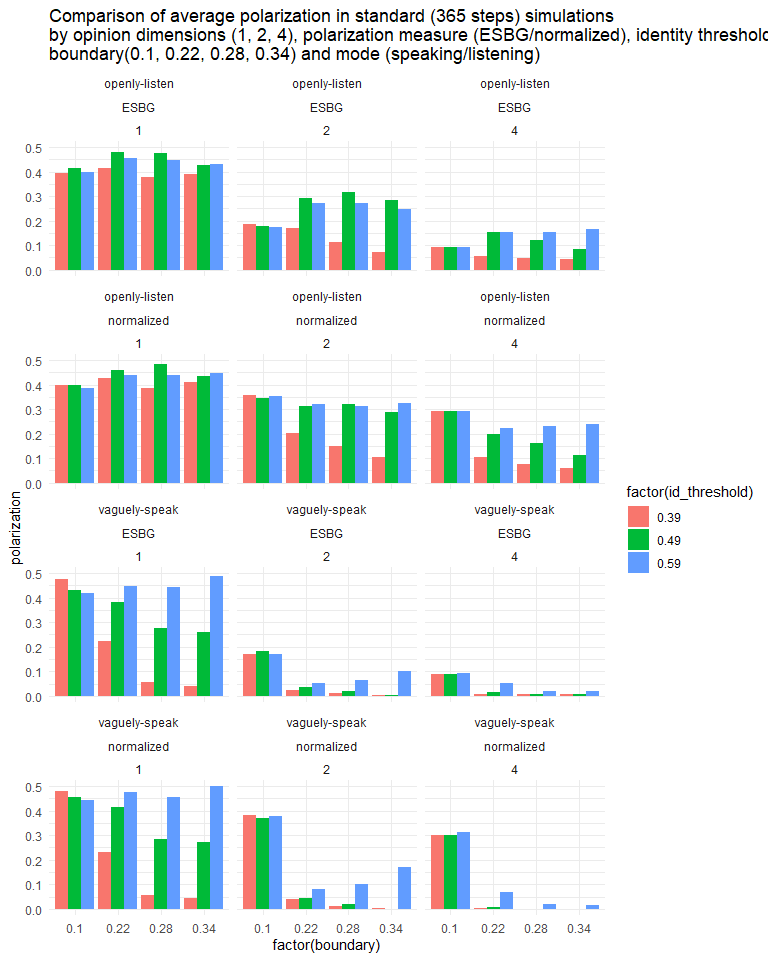 Comparison of average polarization in standard (365 steps) simulations
by opinion dimensions (1, 2, 4), polarization measure (ESBG/normalized), identity threshold
boundary(0.1, 0.22, 0.28, 0.34) and mode (speaking/listening)
openly-listen openly-listen openly-listen
ESBG ESBG ESBG
1 2 4
0.5
0.4
0.3
0.2
0.1
0.0
openly-listen openly-listen openly-listen
normalized normalized normalized
1 2 4
0.5
0.4
0.3
0.2
0.1
0.0
polarization
vaguely-speak vaguely-speak vaguely-speak
ESBG ESBG ESBG
1 2 4
0.5
0.4
0.3
0.2
0.1
0.0
vaguely-speak vaguely-speak vaguely-speak
normalized normalized normalized
1 2 4
0.5
0.4
0.3
0.2
0.1
0.0
0.1 0.22 0.28 0.34 0.1 0.22 0.28 0.34 0.1 0.22 0.28 0.34
factor(boundary)
factor(id_threshold)
0.39
0.49
0.59